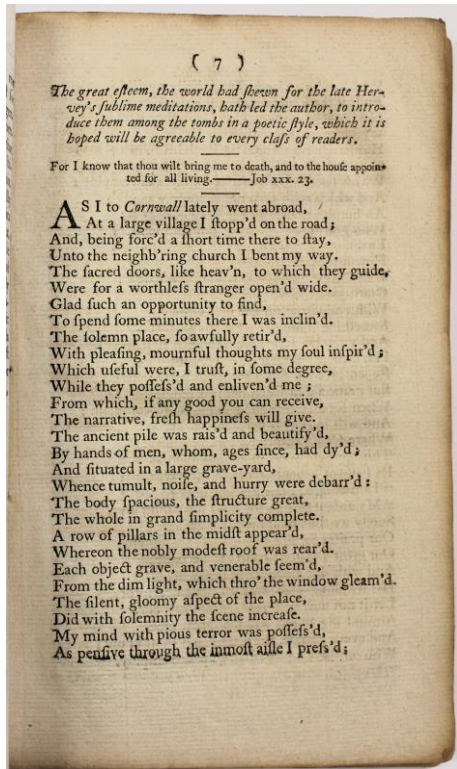 ( 7 )
The great eſteem, the world had ſhewn for the late Her-
vey's ſublime meditations, hath led the author, to intro-
duce them among the tombs in a poetic ſtyle, which it is
hoped will be agreeable to every claſs of readers.
For I know that thou wilt bring me to death, and to the houſe appoin-
ted for all living.———Job xxx. 23.
AS I to Cornwall lately went abroad,
At a large village I ſtopp'd on the road;
And, being forc'd a ſhort time there to ſtay,
Unto the neighb'ring church I bent my way.
The ſacred doors, like heav'n, to which they guide,
Were for a worthleſs ſtranger open'd wide.
Glad ſuch an opportunity to find,
To ſpend ſome minutes there I was inclin'd.
The ſolemn place, ſo awfully retir'd,
With pleaſing, mournful thoughts my ſoul inſpir'd;
Which uſeful were, I truſt, in ſome degree,
While they poſſeſs'd and enliven'd me ;
From which, if any good you can receive,
The narrative, freſh happineſs will give.
The ancient pile was rais'd and beautify'd,
By hands of men, whom, ages ſince, had dy'd;
And ſituated in a large grave-yard,
Whence tumult, noiſe, and hurry were debarr'd :
The body ſpacious, the ſtructure great,
The whole in grand ſimplicity complete.
A row of pillars in the midſt appear'd,
Whereon the nobly modeſt roof was rear'd.
Each object grave, and venerable ſeem'd,
From the dim light, which thro' the window gleam'd.
The ſilent, gloomy aſpect of the place,
Did with ſolemnity the ſcene increaſe.
My mind with pious terror was poſſeſs'd,
As penſive through the inmoſt aiſle I preſs'd;